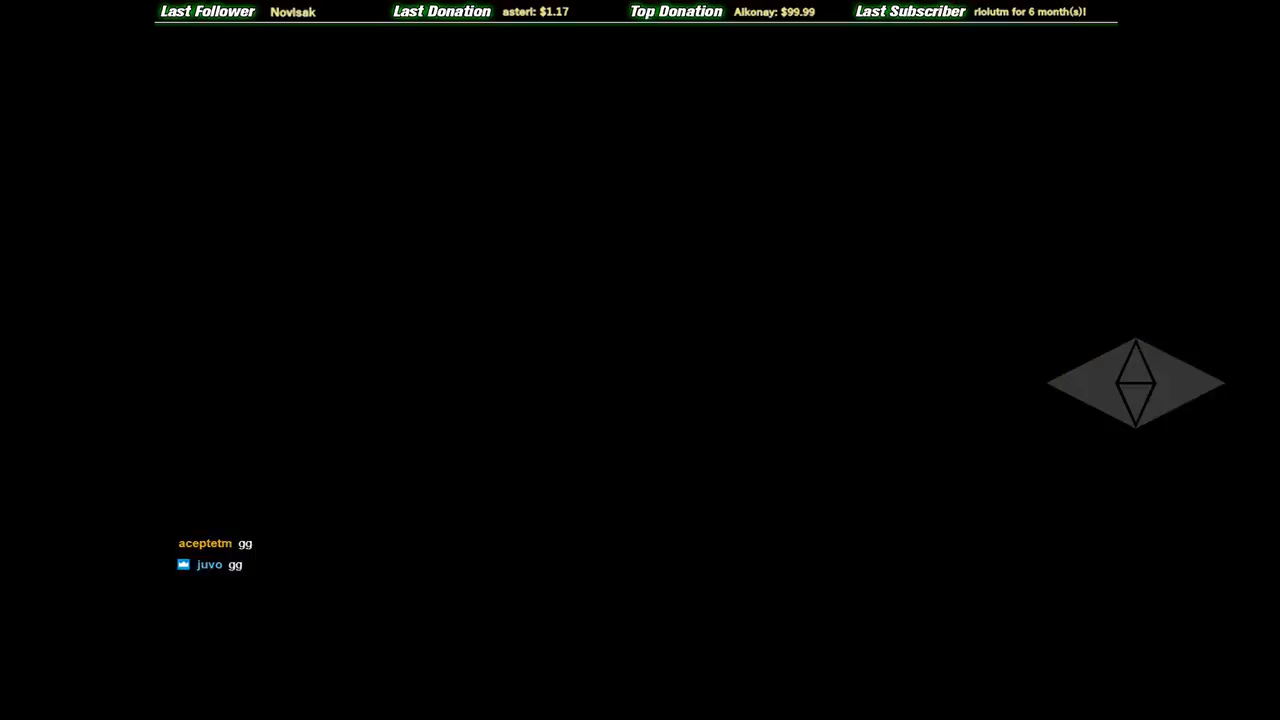 Last Follower Novisak Last Donation asteri: $1.17 Top Donation Alkonay: $99.99 Last Subscriber riolutm for 6 month(s)!
aceptetm gg
juvo gg